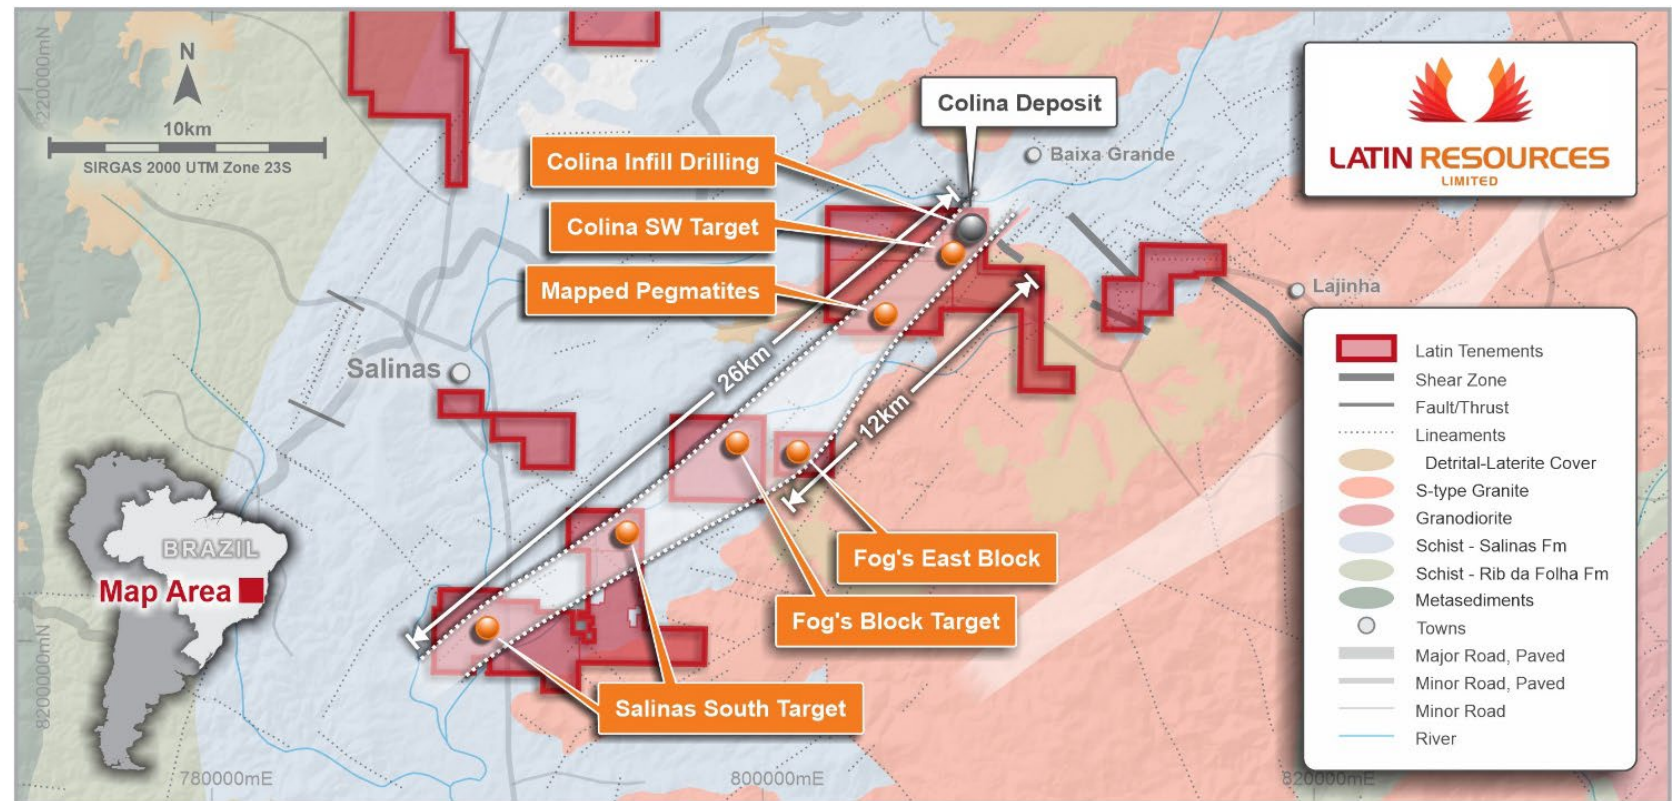 8220000mN
N
10km
SIRGAS 2000 UTM Zone 23S
Colina Deposit
Colina Infill Drilling
Baixa Grande
LATIN RESOURCES
LIMITED
Colina SW Target
Mapped Pegmatites
Lajinha
Salinas
26km
12km
Latin Tenements
Shear Zone
Fault/Thrust
Lineaments
Detrital-Laterite Cover
S-type Granite
Granodiorite
Schist - Salinas Fm
Schist - Rib da Folha Fm
Metasediments
Towns
Major Road, Paved
Minor Road, Paved
Minor Road
River
BRAZIL
Map Area
Fog's East Block
Fog's Block Target
Salinas South Target
8200000mN
780000mE
800000mE
820000mE